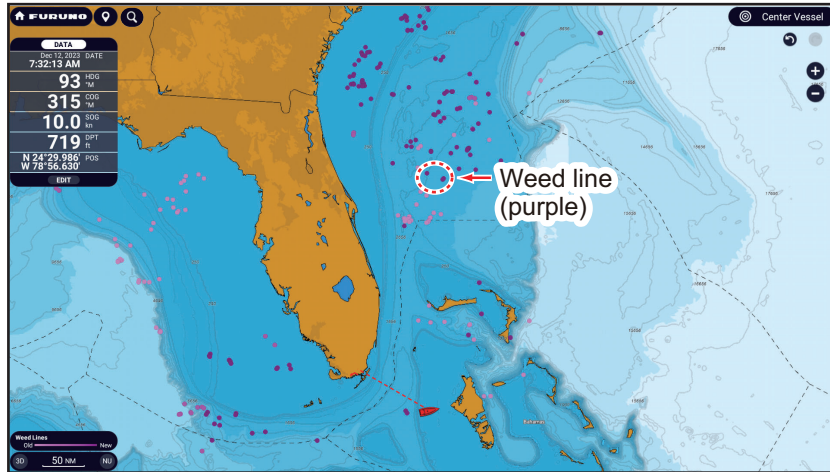 FURUNO
Center Vessel
DATA
Dec 12, 2023 DATE
7:32:13 AM
93 HDG °M
315 COG °M
10.0 SOG kn
719 DPT ft
N 24°29.986' POS
W 78°56.630'
EDIT
Weed line
(purple)
Bahamas
Weed Lines
Old New
3D 50 NM NU